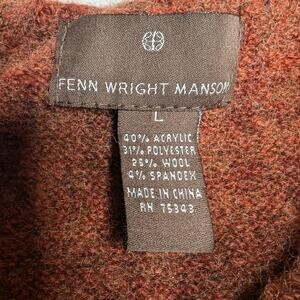 FENN WRIGHT MANSON
L
40% ACRYLIC
31% POLYESTER
25% WOOL
4% SPANDEX
MADE IN CHINA
RN 75343